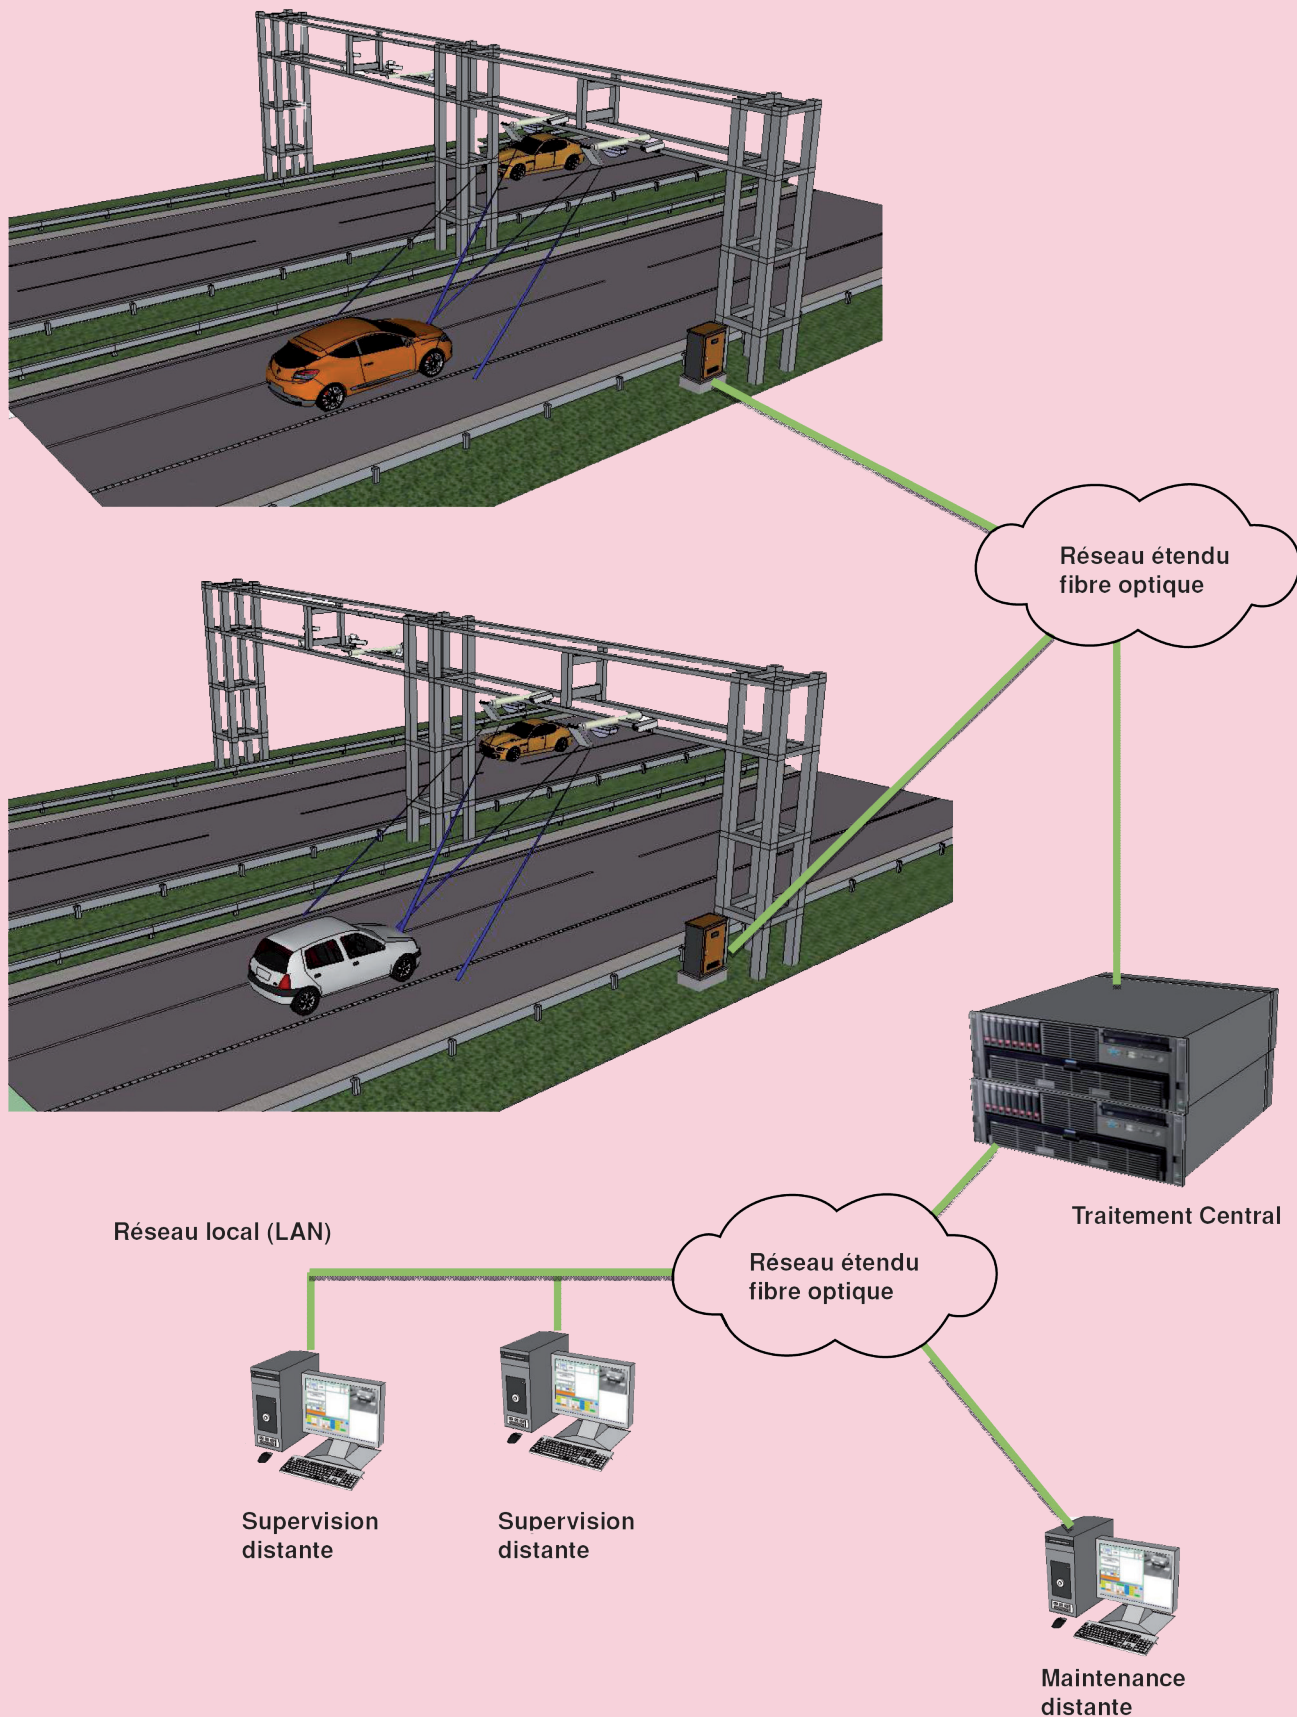 Réseau étendu
fibre optique
Traitement Central
Réseau local (LAN)
Réseau étendu
fibre optique
Supervision
distante
Supervision
distante
Maintenance
distante